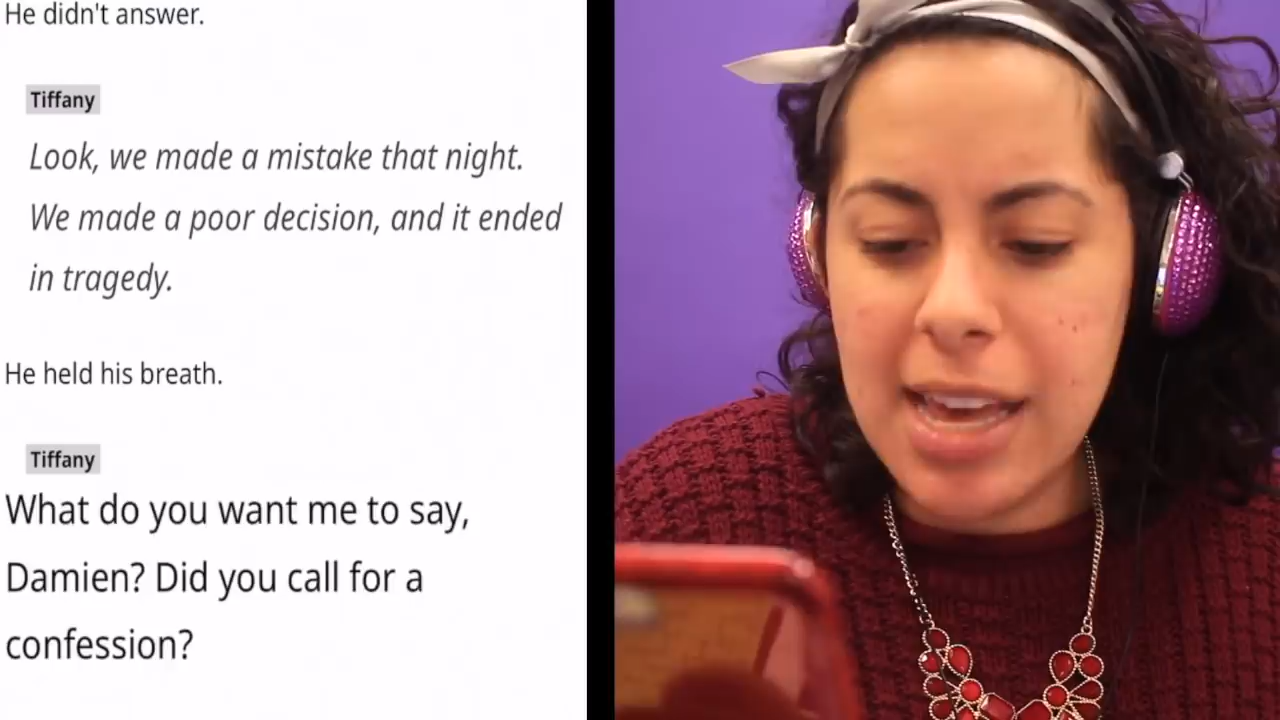 He didn't answer.
Tiffany
Look, we made a mistake that night.
We made a poor decision, and it ended
in tragedy.
He held his breath.
Tiffany
What do you want me to say,
Damien? Did you call for a
confession?